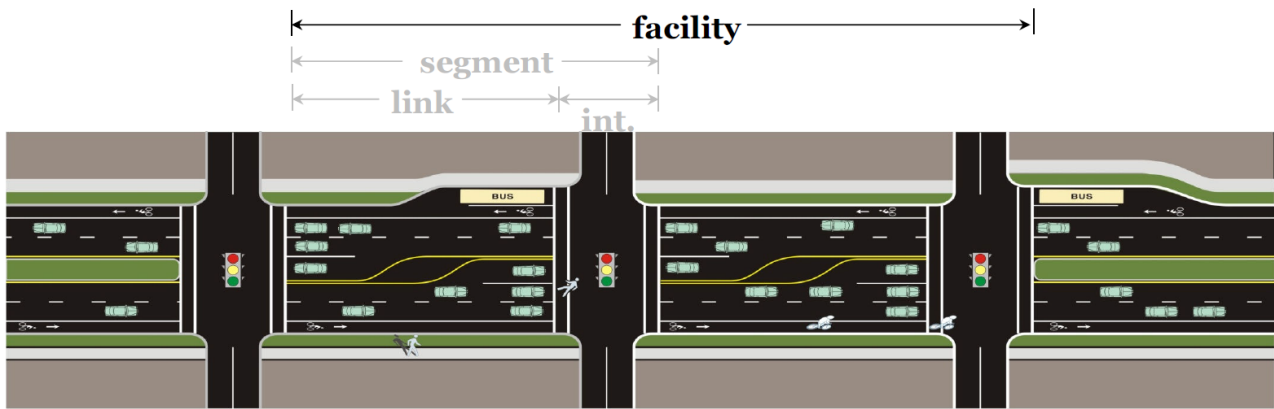 facility
segment
link
int.
BUS
BUS